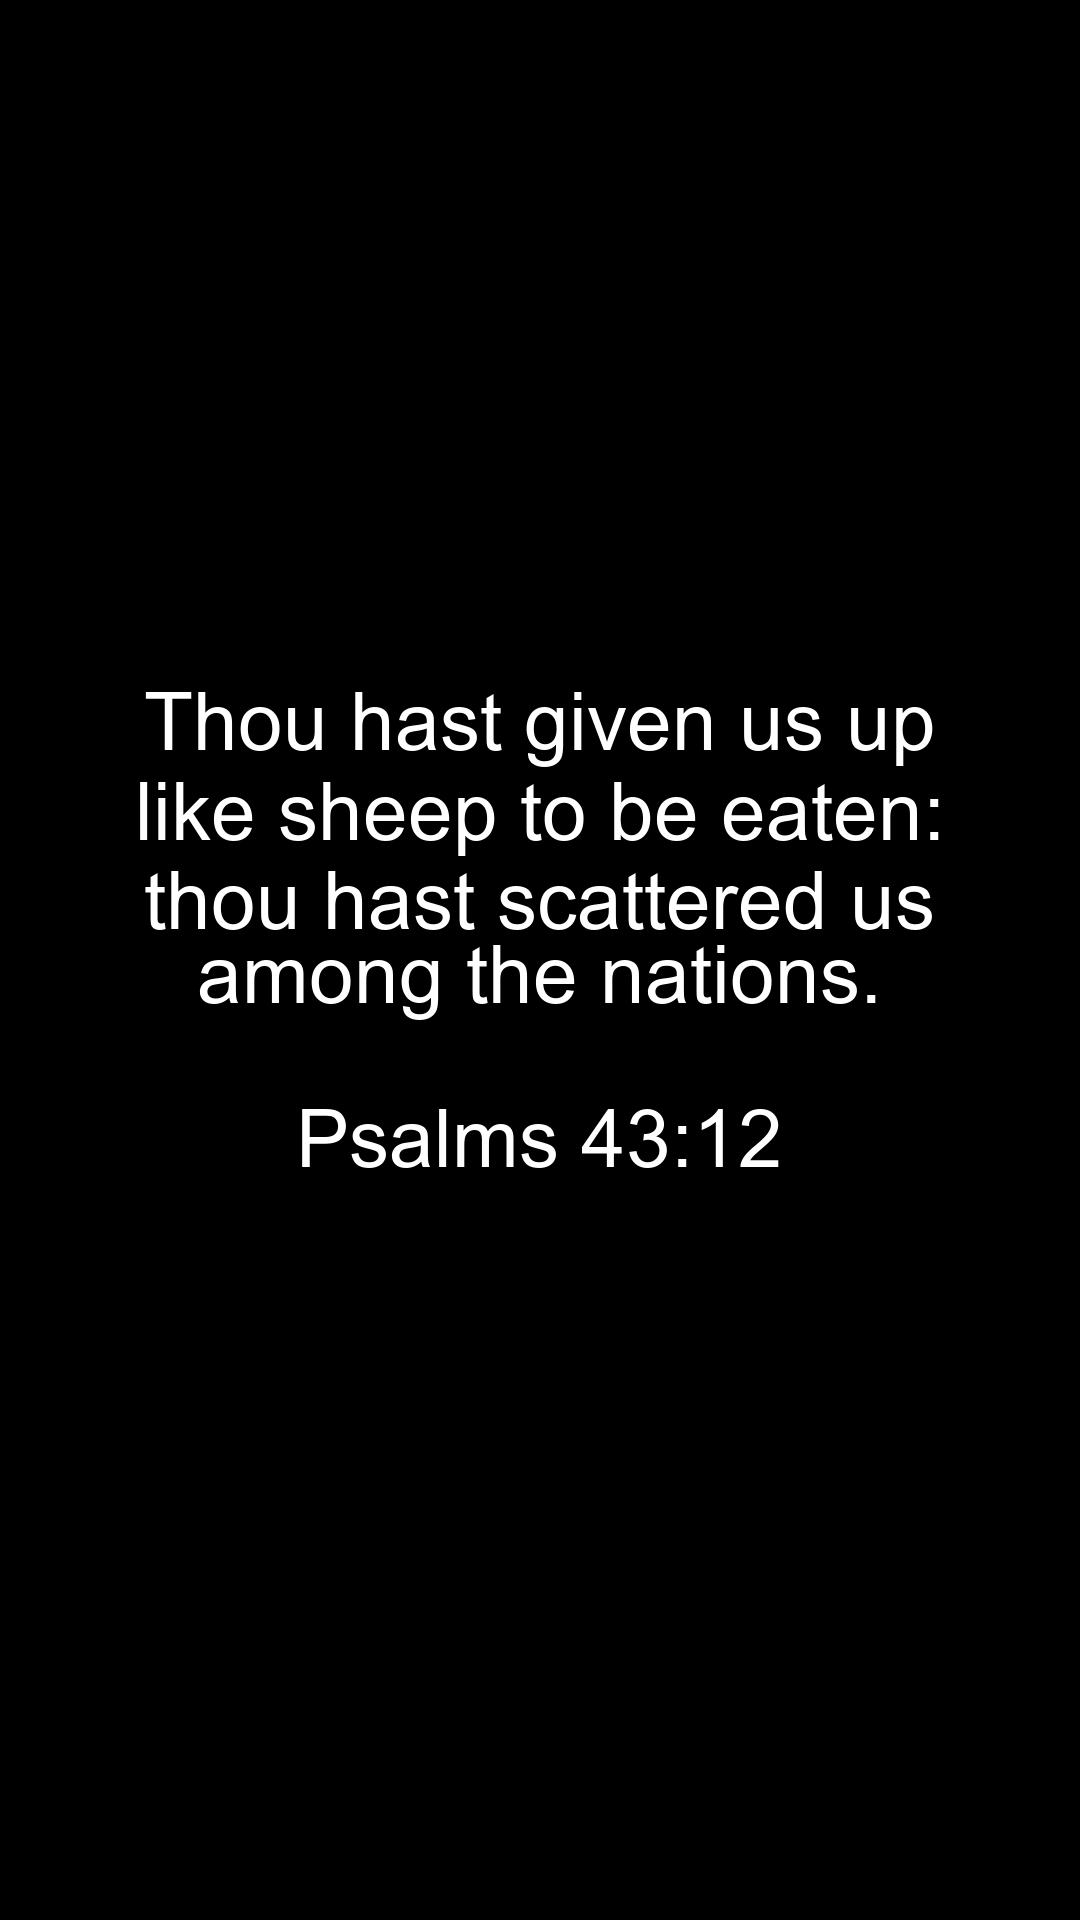 Thou hast given us up
like sheep to be eaten:
thou hast scattered us
among the nations.
Psalms 43:12